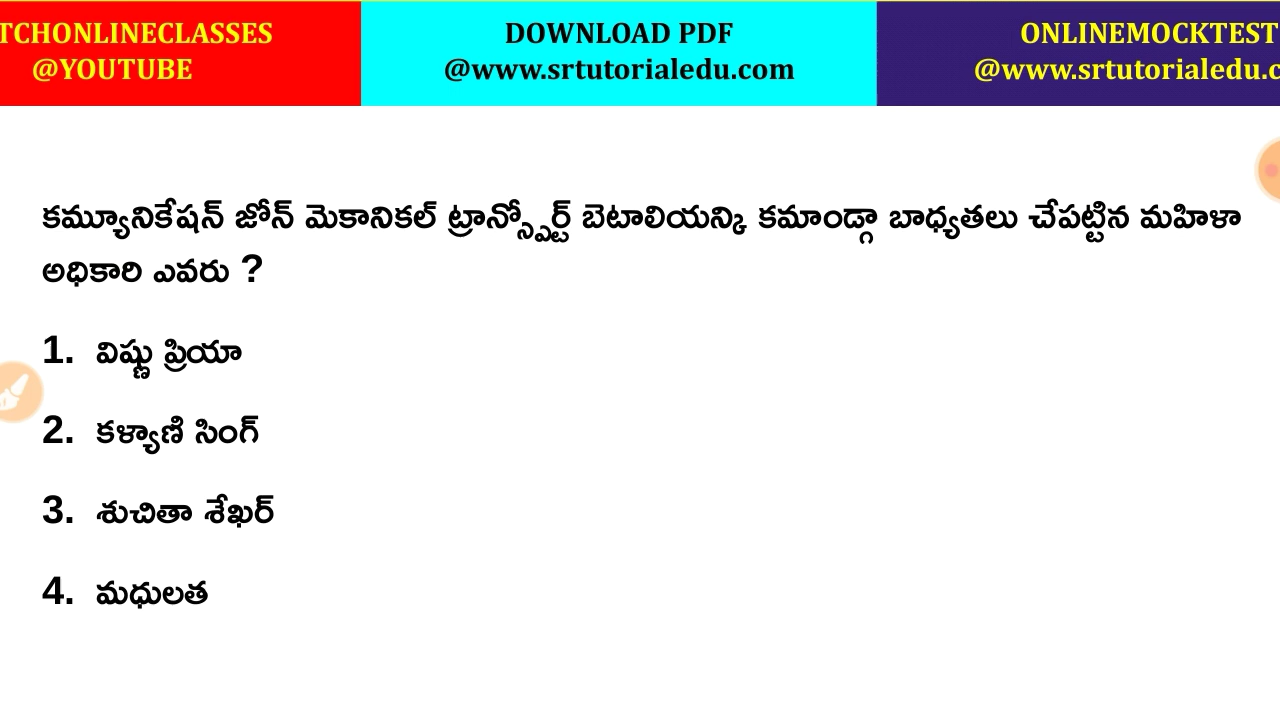 TCHONLINECLASSES
@YOUTUBE
DOWNLOAD PDF
@www.srtutorialedu.com
ONLINEMOCKTEST
@www.srtutorialedu.c
కమ్యూనికేషన్ జోన్ మెకానికల్ ట్రాన్స్పోర్ట్ బెటాలియన్కి కమాండ్గా బాధ్యతలు చేపట్టిన మహిళా
అధికారి ఎవరు ?
1. విష్ణు ప్రియా
2. కళ్యాణి సింగ్
3. శుచితా శేఖర్
4. మధులత